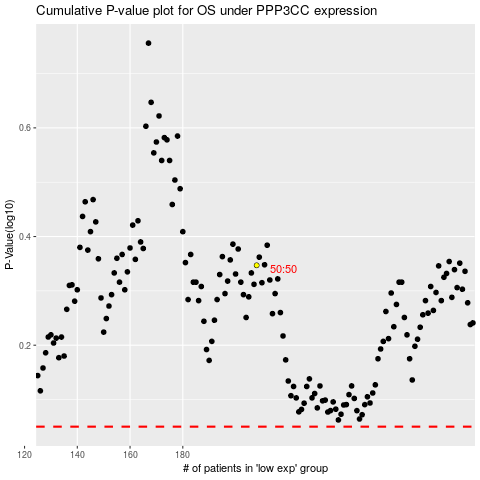 Cumulative P-value plot for OS under PPP3CC expression
P-Value(log10)
0.6
0.4
0.2
50:50
120 140 160 180
# of patients in 'low exp' group